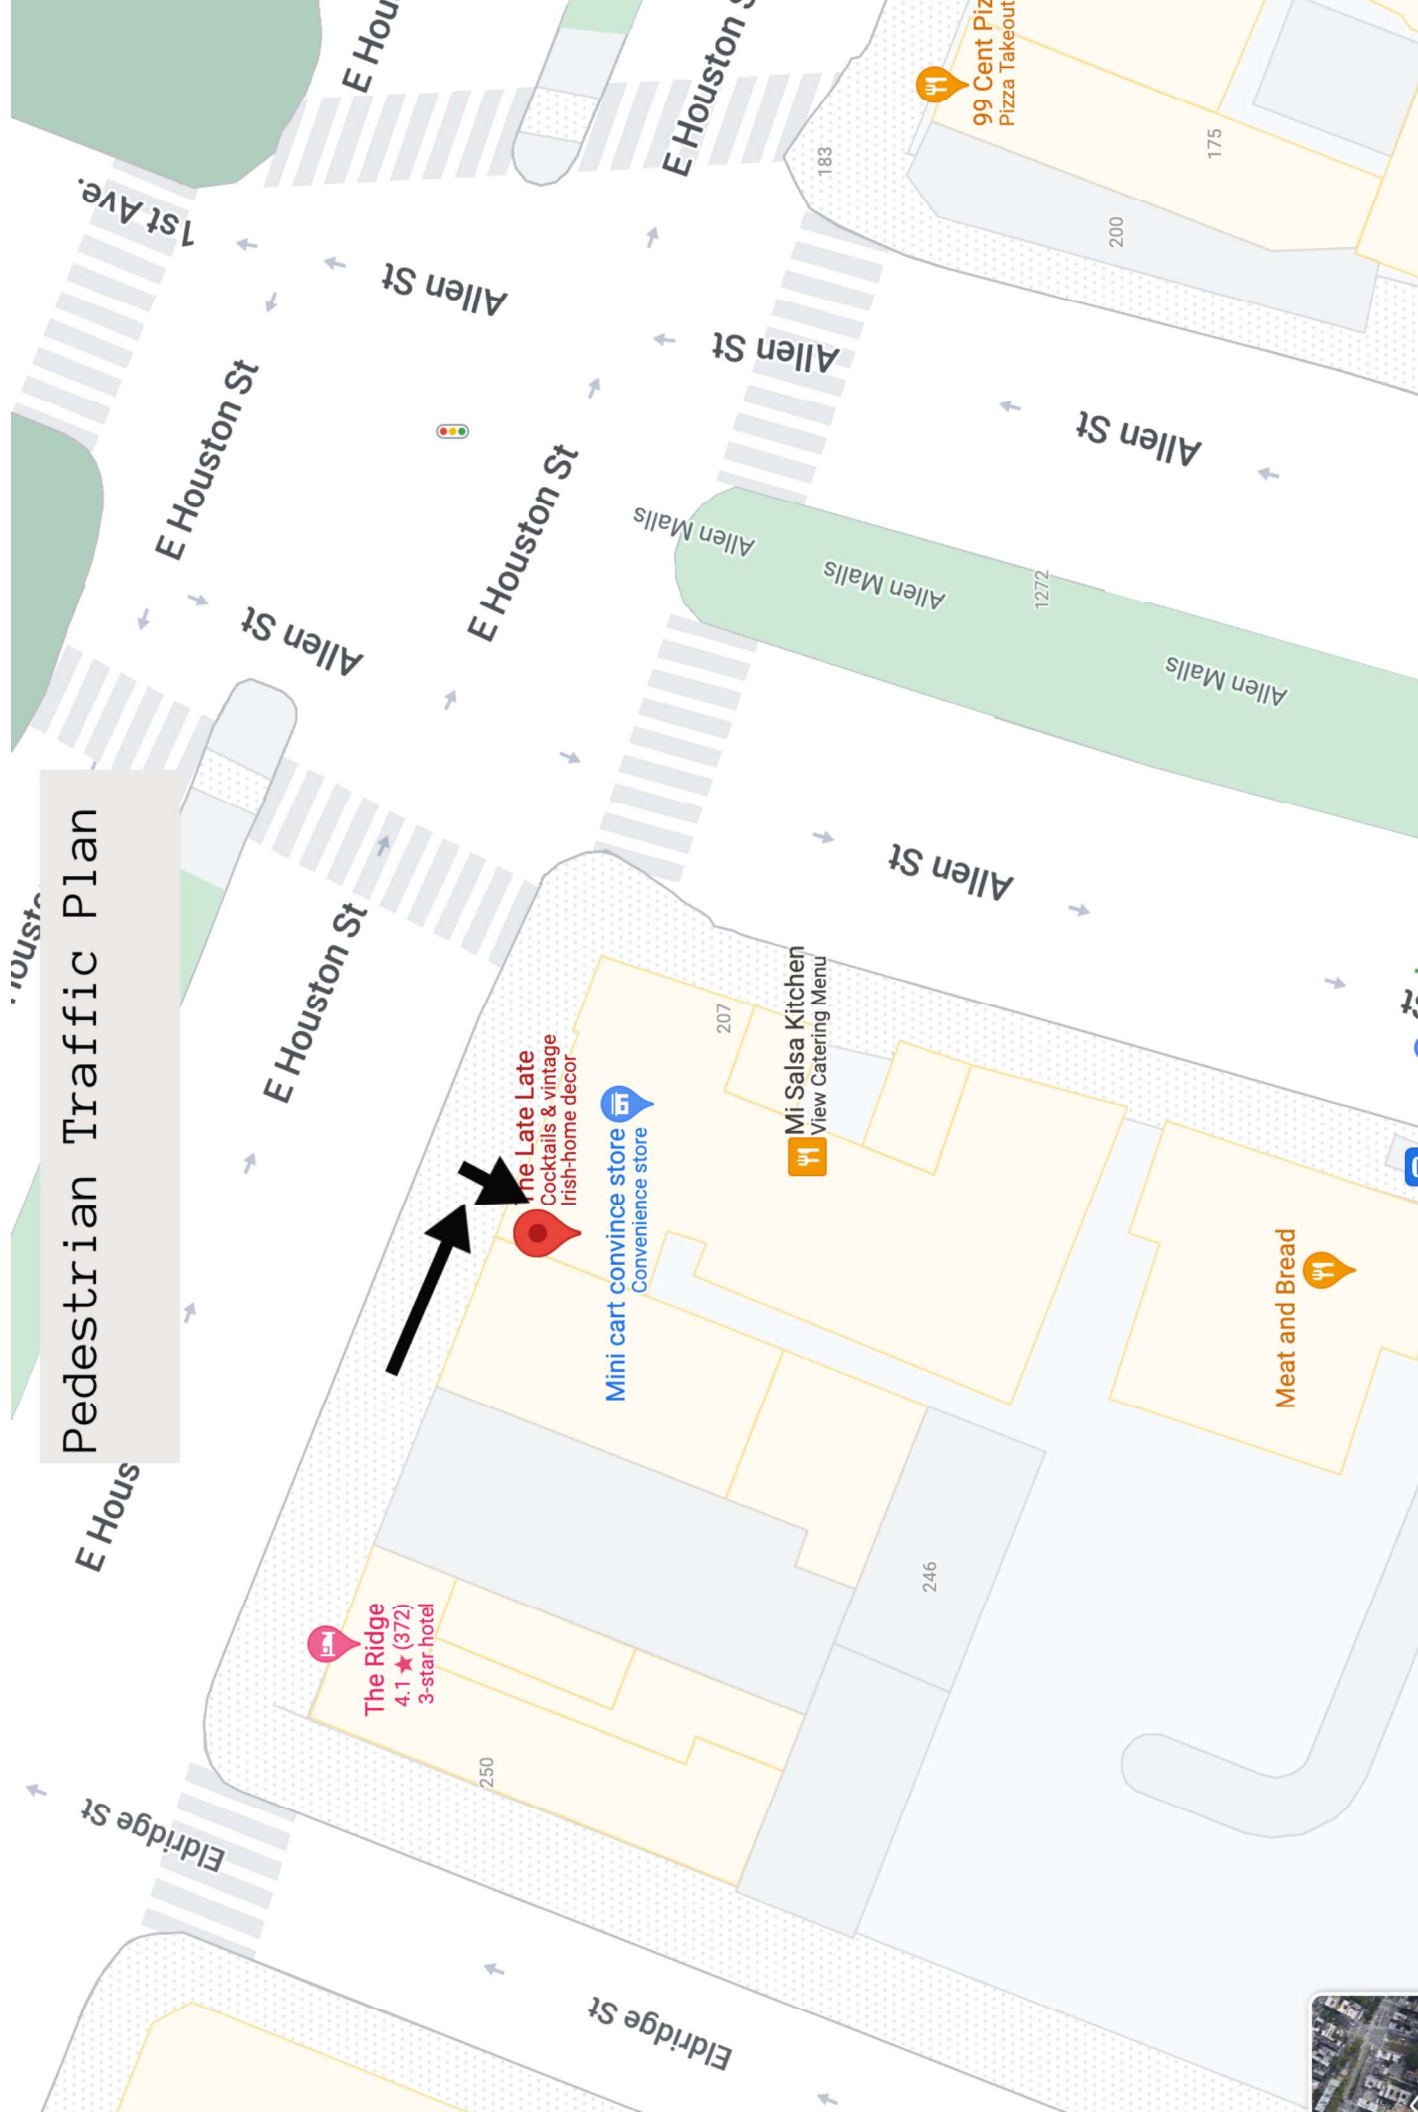 Pedestrian Traffic Plan
E Hous
E Houston St
E Houston St
E Houston St
E Hou
E Houston S
1st Ave.
Allen St
Allen St
Allen St
Allen St
Allen St
Allen Malls
Allen Malls
Allen Malls
1272
183
200
175
99 Cent Piz
Pizza Takeout
207
The Late Late
Cocktails & vintage
Irish-home decor
Mini cart convince store
Convenience store
Mi Salsa Kitchen
View Catering Menu
Meat and Bread
The Ridge
4.1 ★ (372)
3-star hotel
250
246
Eldridge St
Eldridge St